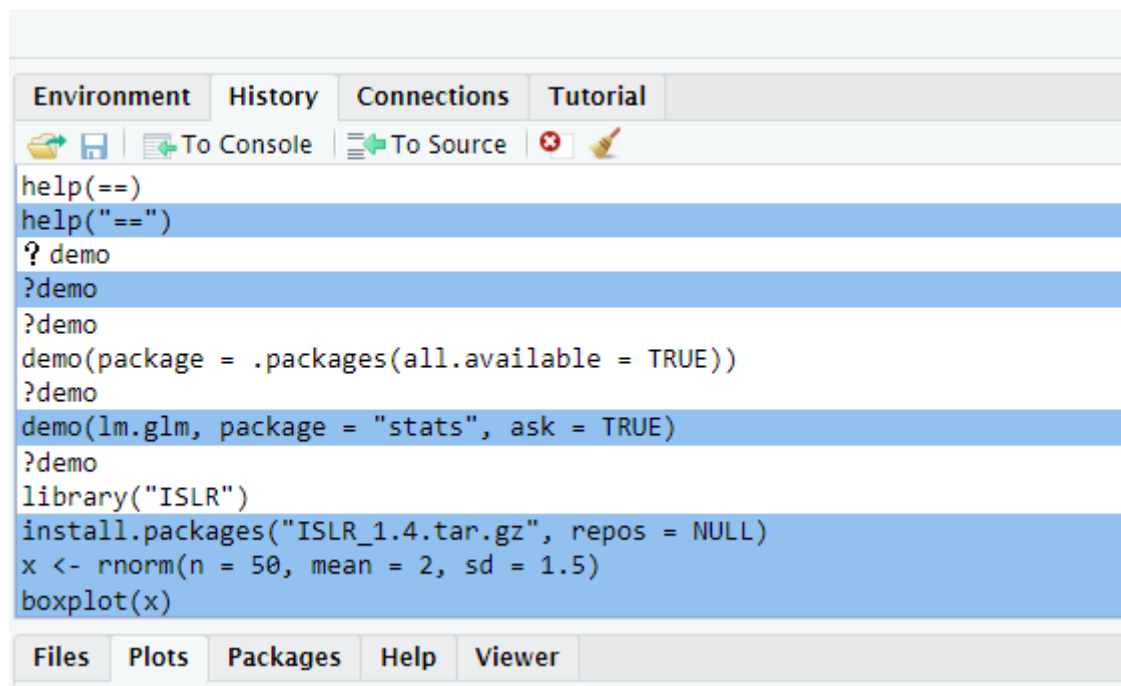 Environment History Connections Tutorial
To Console To Source
help(==)
help("==")
? demo
?demo
?demo
demo(package = .packages(all.available = TRUE))
?demo
demo(lm.glm, package = "stats", ask = TRUE)
?demo
library("ISLR")
install.packages("ISLR_1.4.tar.gz", repos = NULL)
x <- rnorm(n = 50, mean = 2, sd = 1.5)
boxplot(x)
Files Plots Packages Help Viewer